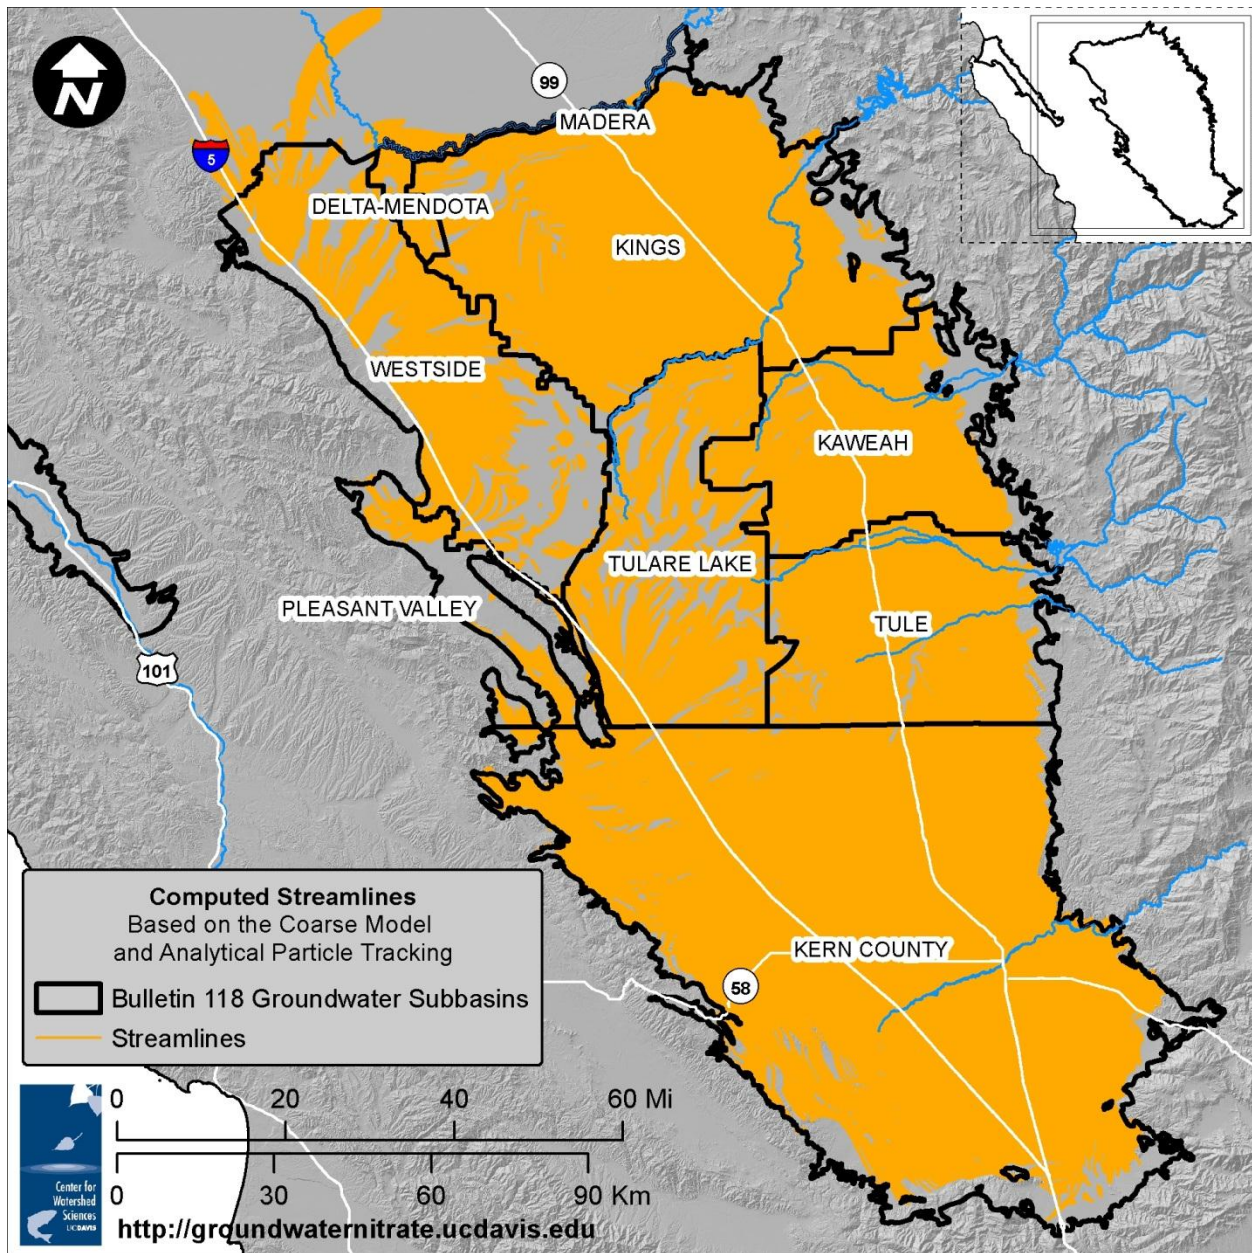 N
99
MADERA
5
DELTA-MENDOTA
KINGS
WESTSIDE
KAWEAH
TULARE LAKE
PLEASANT VALLEY
TULE
101
KERN COUNTY
58
Computed Streamlines
Based on the Coarse Model
and Analytical Particle Tracking
Bulletin 118 Groundwater Subbasins
Streamlines
0 20 40 60 Mi
0 30 60 90 Km
Center for
Watershed
Sciences
UCDAVIS
http://groundwaternitrate.ucdavis.edu